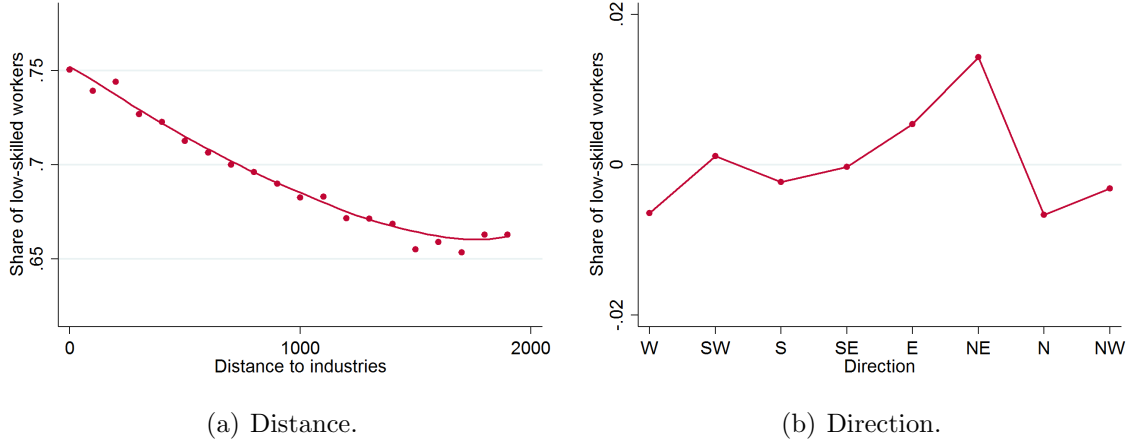 Share of low-skilled workers
.75
.7
.65
0
1000
2000
Distance to industries
(a) Distance.
Share of low-skilled workers
.02
0
-.02
W
SW
S
SE
E
NE
N
NW
Direction
(b) Direction.